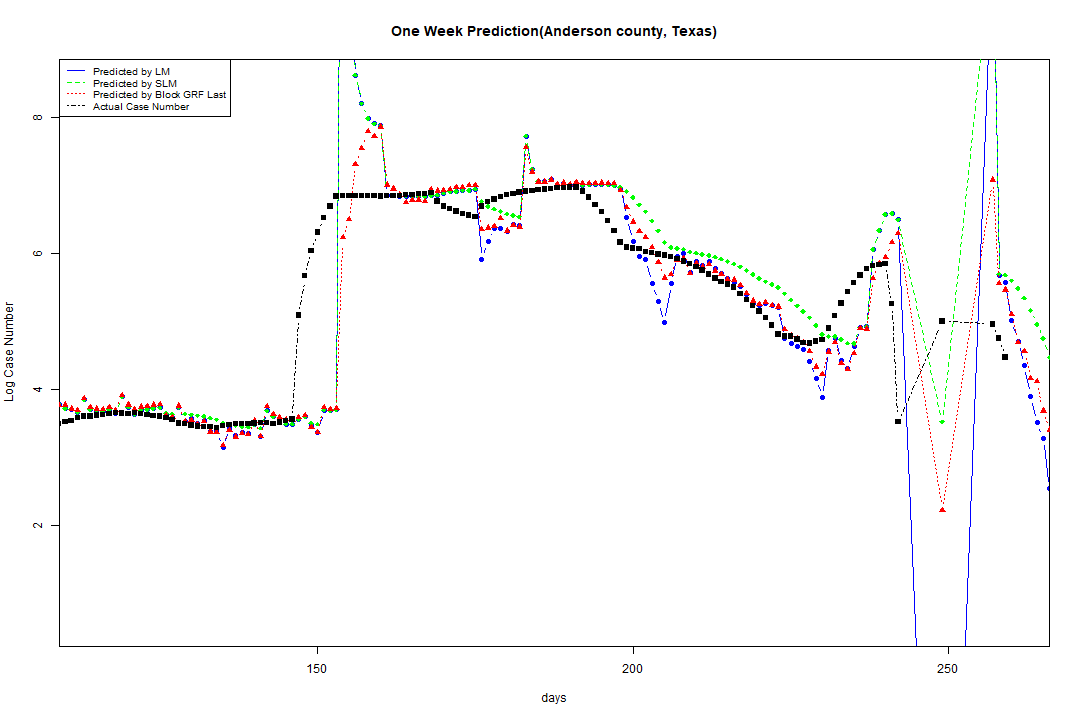 One Week Prediction(Anderson county, Texas)
Predicted by LM
Predicted by SLM
Predicted by Block GRF Last
Actual Case Number
8
6
4
2
Log Case Number
150 200 250
days